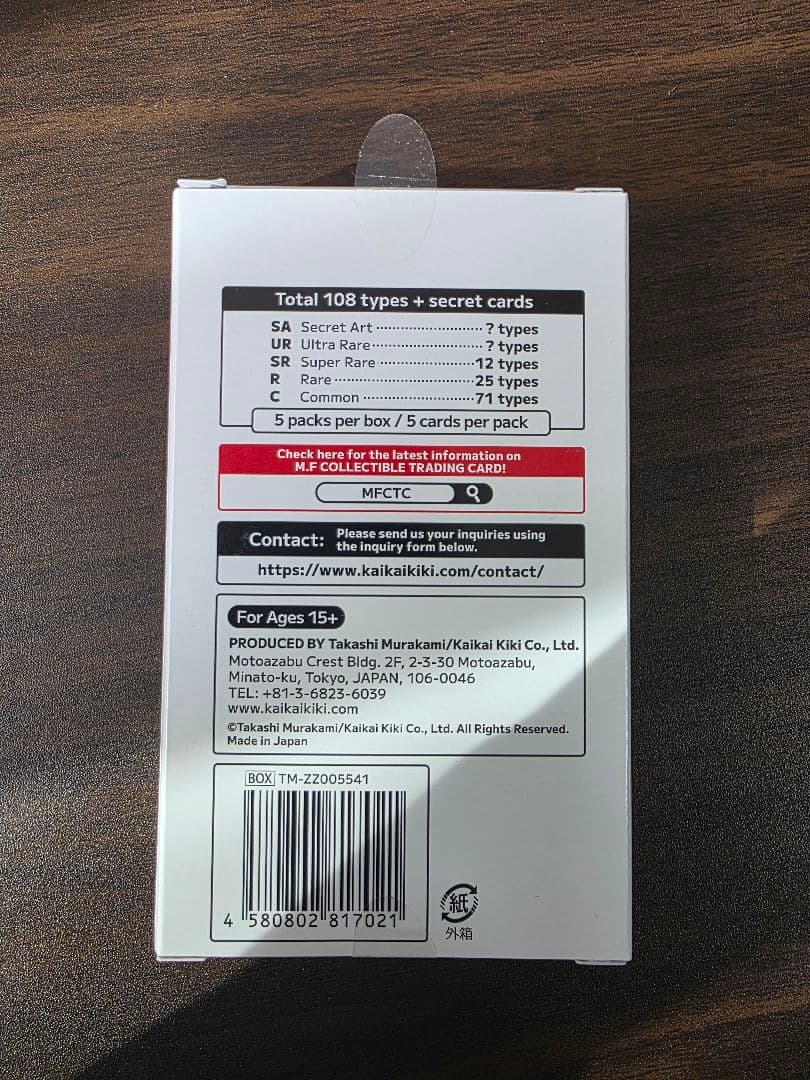 Total 108 types + secret cards
SA Secret Art ........................ ? types
UR Ultra Rare ........................ ? types
SR Super Rare ........................ 12 types
R Rare ........................ 25 types
C Common ........................ 71 types
5 packs per box / 5 cards per pack
Check here for the latest information on
M.F COLLECTIBLE TRADING CARD!
MFCTC
Contact: Please send us your inquiries using
the inquiry form below.
https://www.kaikaikiki.com/contact/
For Ages 15+
PRODUCED BY Takashi Murakami/Kaikai Kiki Co., Ltd.
Motoazabu Crest Bldg. 2F, 2-3-30 Motoazabu,
Minato-ku, Tokyo, JAPAN, 106-0046
TEL: +81-3-6823-6039
www.kaikaikiki.com
©Takashi Murakami/Kaikai Kiki Co., Ltd. All Rights Reserved.
Made in Japan
BOX TM-ZZ005541
4 580802 817021
紙
外箱